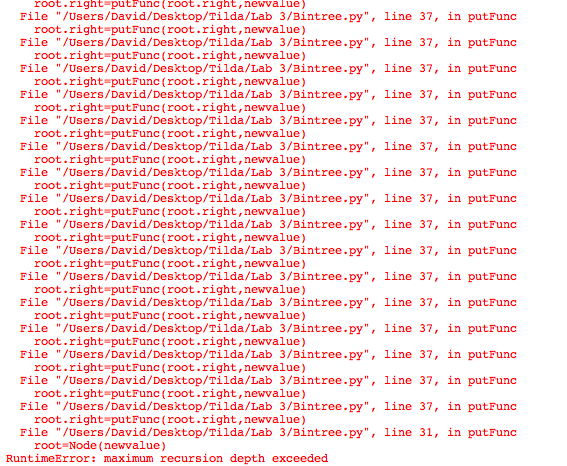 root.right=putFunc(root.right,newvalue)
File "/Users/David/Desktop/Tilda/Lab 3/Bintree.py", line 37, in putFunc
root.right=putFunc(root.right,newvalue)
File "/Users/David/Desktop/Tilda/Lab 3/Bintree.py", line 37, in putFunc
root.right=putFunc(root.right,newvalue)
File "/Users/David/Desktop/Tilda/Lab 3/Bintree.py", line 37, in putFunc
root.right=putFunc(root.right,newvalue)
File "/Users/David/Desktop/Tilda/Lab 3/Bintree.py", line 37, in putFunc
root.right=putFunc(root.right,newvalue)
File "/Users/David/Desktop/Tilda/Lab 3/Bintree.py", line 37, in putFunc
root.right=putFunc(root.right,newvalue)
File "/Users/David/Desktop/Tilda/Lab 3/Bintree.py", line 37, in putFunc
root.right=putFunc(root.right,newvalue)
File "/Users/David/Desktop/Tilda/Lab 3/Bintree.py", line 37, in putFunc
root.right=putFunc(root.right,newvalue)
File "/Users/David/Desktop/Tilda/Lab 3/Bintree.py", line 37, in putFunc
root.right=putFunc(root.right,newvalue)
File "/Users/David/Desktop/Tilda/Lab 3/Bintree.py", line 37, in putFunc
root.right=putFunc(root.right,newvalue)
File "/Users/David/Desktop/Tilda/Lab 3/Bintree.py", line 37, in putFunc
root.right=putFunc(root.right,newvalue)
File "/Users/David/Desktop/Tilda/Lab 3/Bintree.py", line 37, in putFunc
root.right=putFunc(root.right,newvalue)
File "/Users/David/Desktop/Tilda/Lab 3/Bintree.py", line 37, in putFunc
root.right=putFunc(root.right,newvalue)
File "/Users/David/Desktop/Tilda/Lab 3/Bintree.py", line 37, in putFunc
root.right=putFunc(root.right,newvalue)
File "/Users/David/Desktop/Tilda/Lab 3/Bintree.py", line 37, in putFunc
root.right=putFunc(root.right,newvalue)
File "/Users/David/Desktop/Tilda/Lab 3/Bintree.py", line 37, in putFunc
root.right=putFunc(root.right,newvalue)
File "/Users/David/Desktop/Tilda/Lab 3/Bintree.py", line 37, in putFunc
root.right=putFunc(root.right,newvalue)
File "/Users/David/Desktop/Tilda/Lab 3/Bintree.py", line 31, in putFunc
root=Node(newvalue)
RuntimeError: maximum recursion depth exceeded